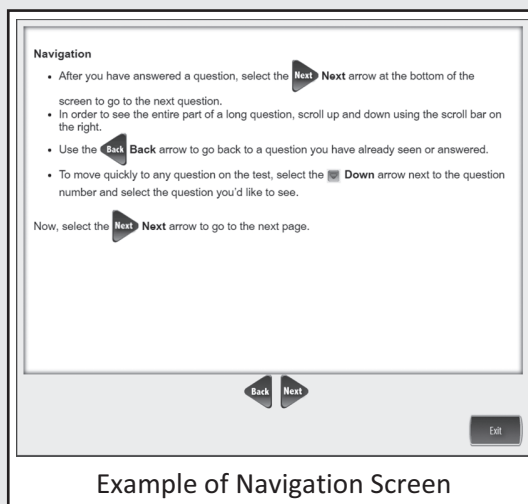 Navigation
• After you have answered a question, select the Next Next arrow at the bottom of the
screen to go to the next question.
• In order to see the entire part of a long question, scroll up and down using the scroll bar on
the right.
• Use the Back Back arrow to go back to a question you have already seen or answered.
• To move quickly to any question on the test, select the Down arrow next to the question
number and select the question you'd like to see.
Now, select the Next Next arrow to go to the next page.
Back Next
Exit
Example of Navigation Screen